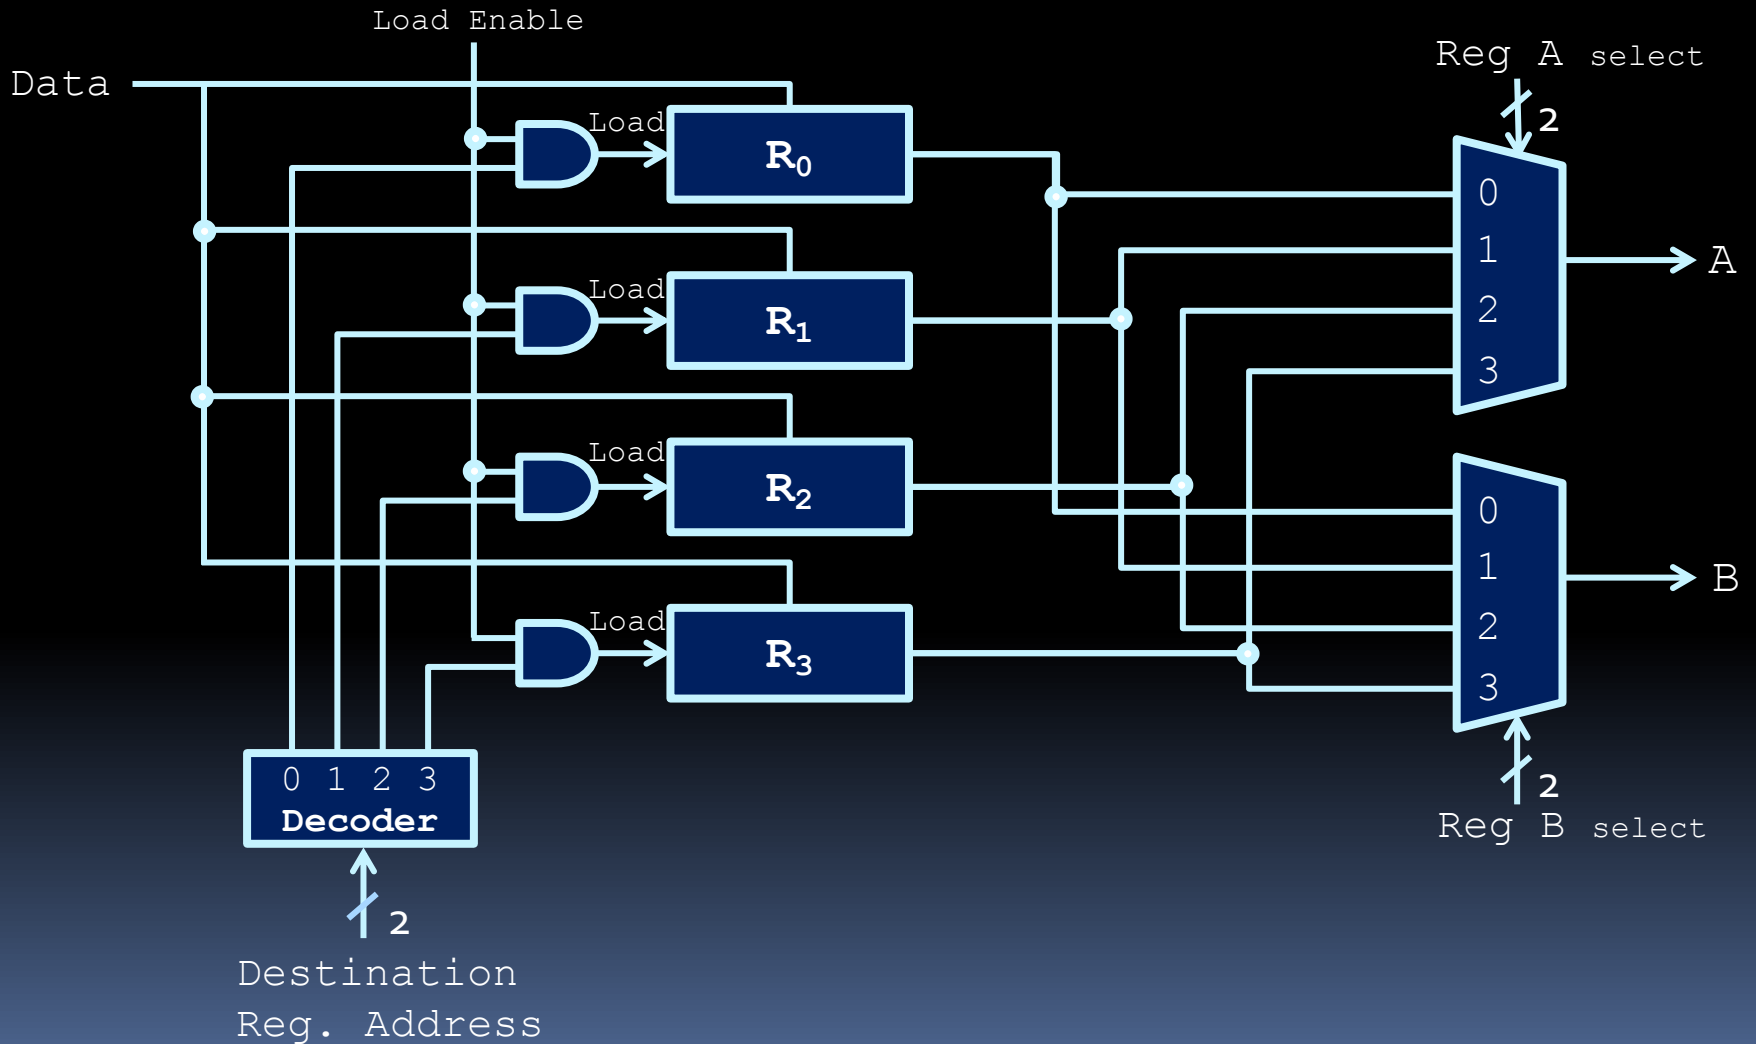 Load Enable
Data
Reg A select
2
Load
R₀
0
1
2
3
A
Load
R₁
Load
R₂
0
1
2
3
B
Load
R₃
0 1 2 3
Decoder
2
Reg B select
2
Destination
Reg. Address